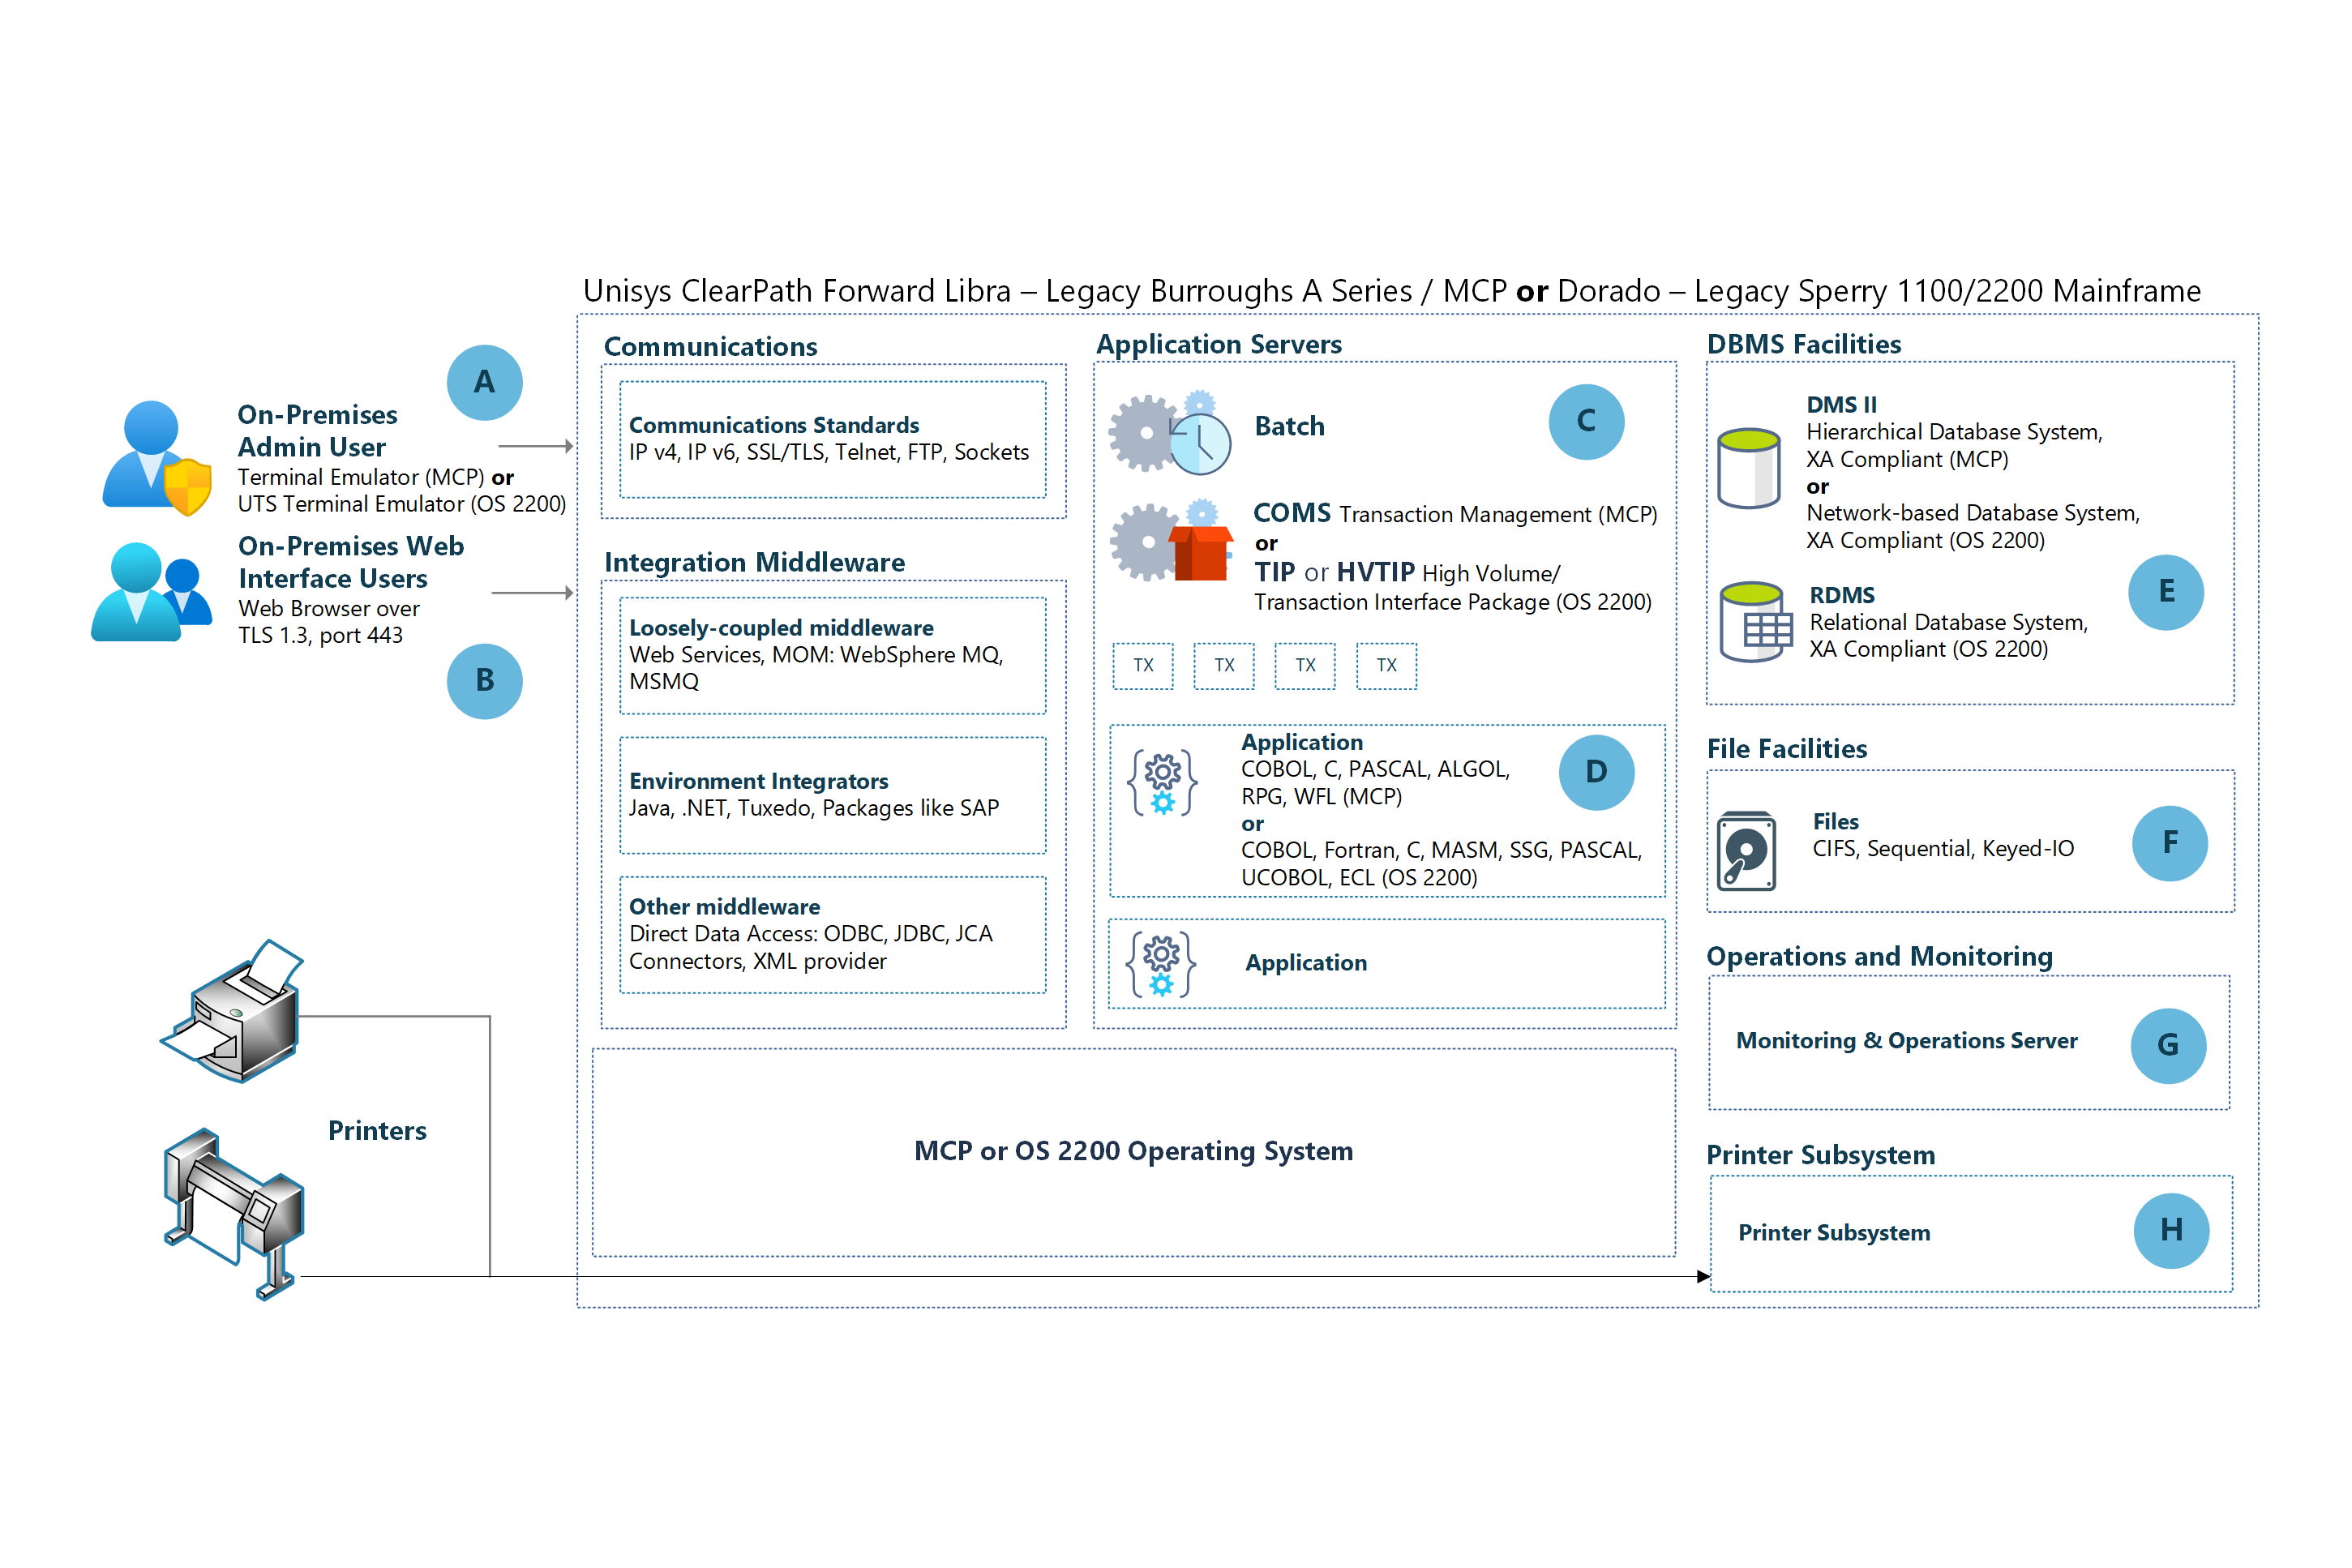 Unisys ClearPath Forward Libra – Legacy Burroughs A Series / MCP or Dorado – Legacy Sperry 1100/2200 Mainframe
A
On-Premises
Admin User
Terminal Emulator (MCP) or
UTS Terminal Emulator (OS 2200)
On-Premises Web
Interface Users
Web Browser over
TLS 1.3, port 443
B
Printers
Communications
Communications Standards
IP v4, IP v6, SSL/TLS, Telnet, FTP, Sockets
Integration Middleware
Loosely-coupled middleware
Web Services, MOM: WebSphere MQ,
MSMQ
Environment Integrators
Java, .NET, Tuxedo, Packages like SAP
Other middleware
Direct Data Access: ODBC, JDBC, JCA
Connectors, XML provider
Application Servers
Batch
C
COMS Transaction Management (MCP)
or
TIP or HVTIP High Volume/
Transaction Interface Package (OS 2200)
TX TX TX TX
Application
COBOL, C, PASCAL, ALGOL,
RPG, WFL (MCP)
or
COBOL, Fortran, C, MASM, SSG, PASCAL,
UCOBOL, ECL (OS 2200)
D
Application
MCP or OS 2200 Operating System
DBMS Facilities
DMS II
Hierarchical Database System,
XA Compliant (MCP)
or
Network-based Database System,
XA Compliant (OS 2200)
E
RDMS
Relational Database System,
XA Compliant (OS 2200)
File Facilities
Files
CIFS, Sequential, Keyed-IO
F
Operations and Monitoring
Monitoring & Operations Server
G
Printer Subsystem
Printer Subsystem
H